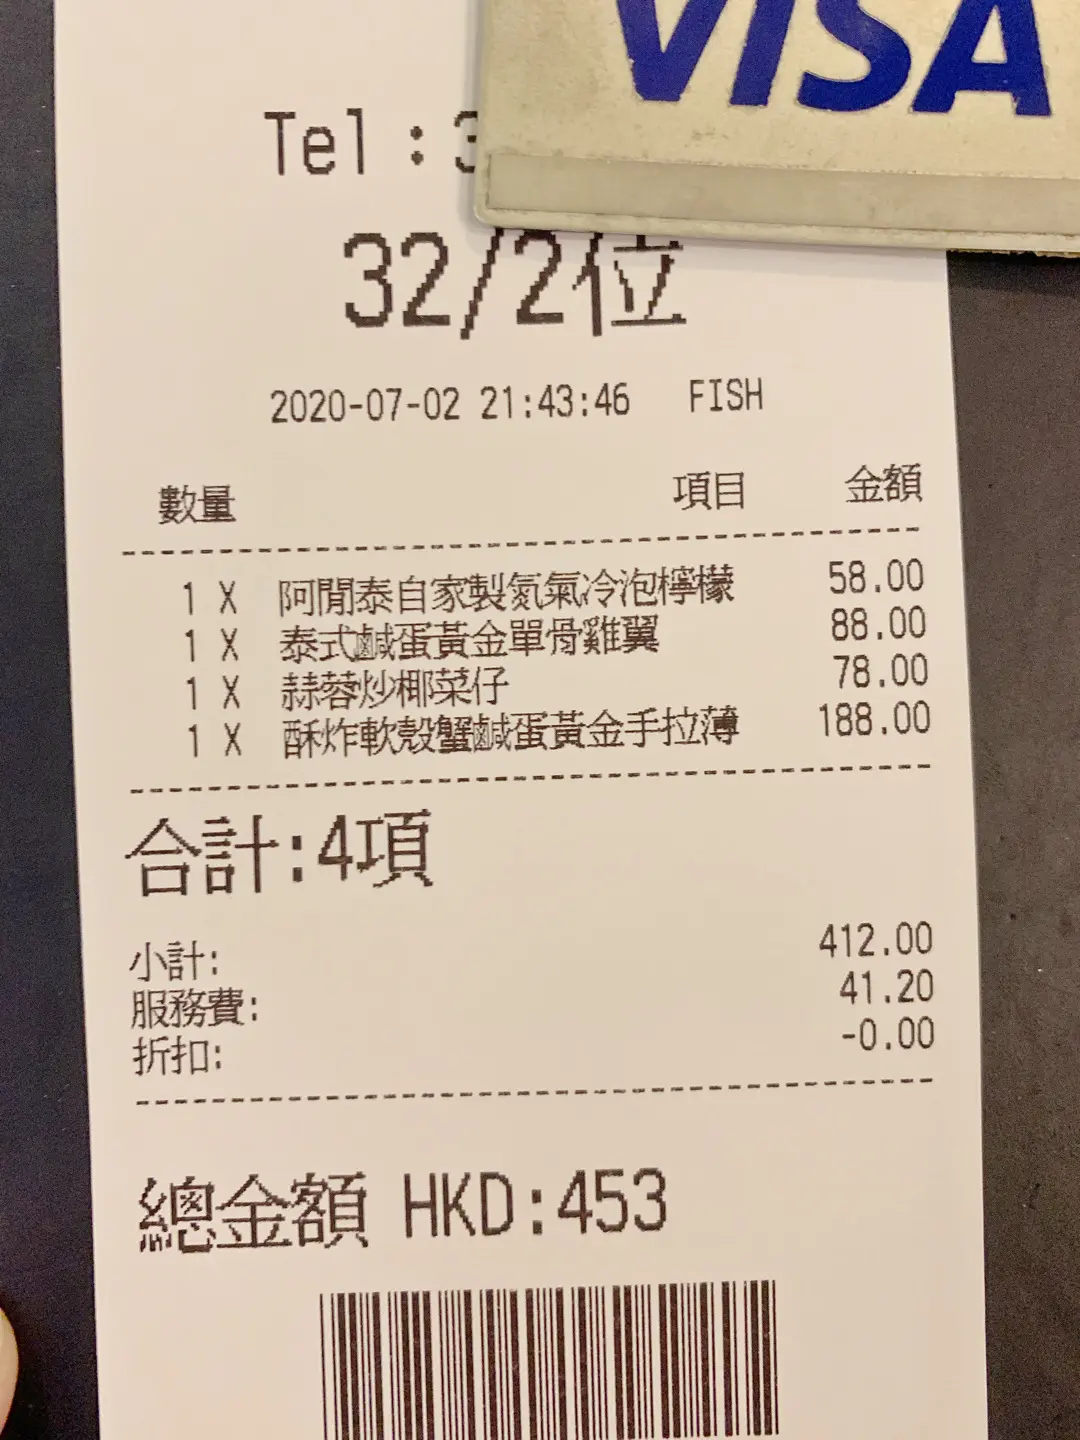 VISA
Tel：
32/2位
2020-07-02 21:43:46 FISH
數量 項目 金額
1 X 阿閒泰自家製氮氣冷泡檸檬 58.00
1 X 泰式鹹蛋黃金單骨雞翼 88.00
1 X 蒜蓉炒椰菜仔 78.00
1 X 酥炸軟殼蟹鹹蛋黃金手拉薄 188.00
合計:4項
小計: 412.00
服務費: 41.20
折扣: -0.00
總金額 HKD:453